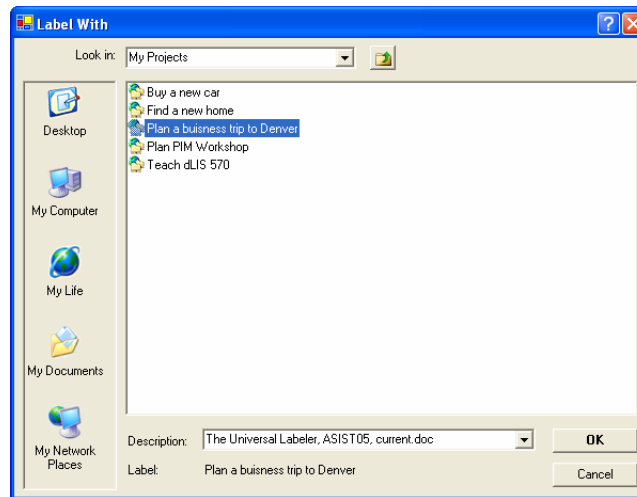 Label With
Look in: My Projects
Desktop
My Computer
My Life
My Documents
My Network
Places
Buy a new car
Find a new home
Plan a buisness trip to Denver
Plan PIM Workshop
Teach dLIS 570
Description: The Universal Labeler, ASIST05, current.doc
OK
Label: Plan a buisness trip to Denver
Cancel